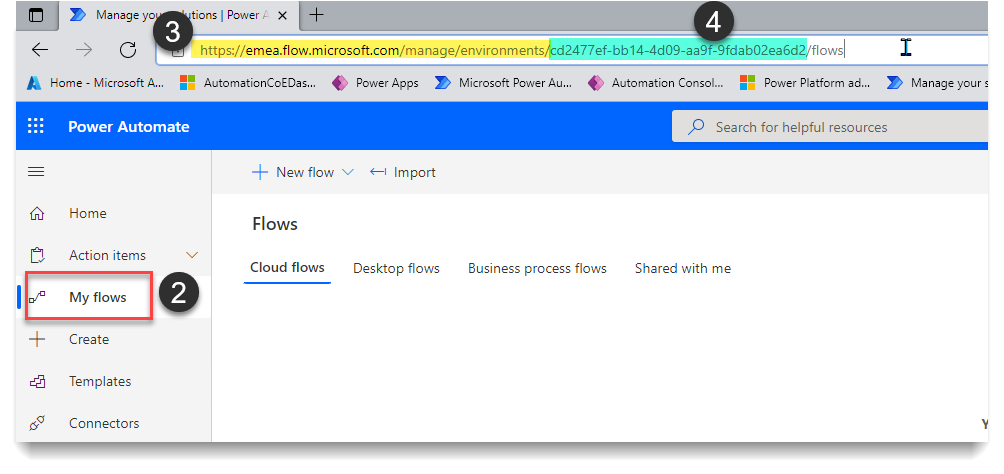 Manage your solutions | Power A
4
3
https://emea.flow.microsoft.com/manage/environments/cd2477ef-bb14-4d09-aa9f-9fdab02ea6d2/flows
Home - Microsoft A...
AutomationCoEDas...
Power Apps
Microsoft Power Au...
Automation Consol...
Power Platform ad...
Manage your s
Power Automate
Search for helpful resources
New flow
Import
Home
Flows
Action items
Cloud flows
Desktop flows
Business process flows
Shared with me
My flows
2
Create
Templates
Connectors
Y